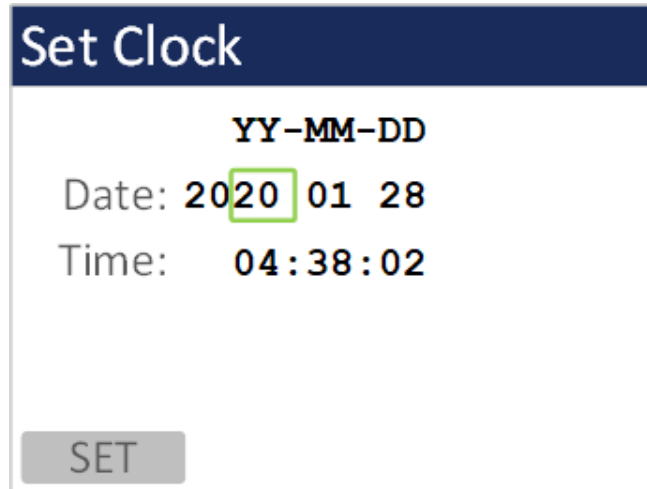 Set Clock
YY-MM-DD
Date: 2020 01 28
Time: 04:38:02
SET